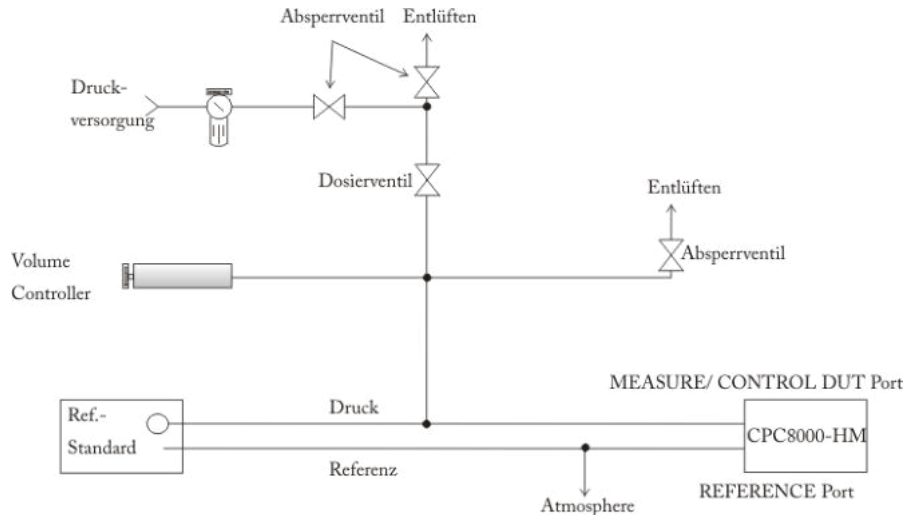 Absperrventil
Entlüften
Druck-
versorgung
Dosierventil
Entlüften
Absperrventil
Volume
Controller
MEASURE/ CONTROL DUT Port
Druck
Ref.-
Standard
CPC8000-HM
Referenz
REFERENCE Port
Atmosphere